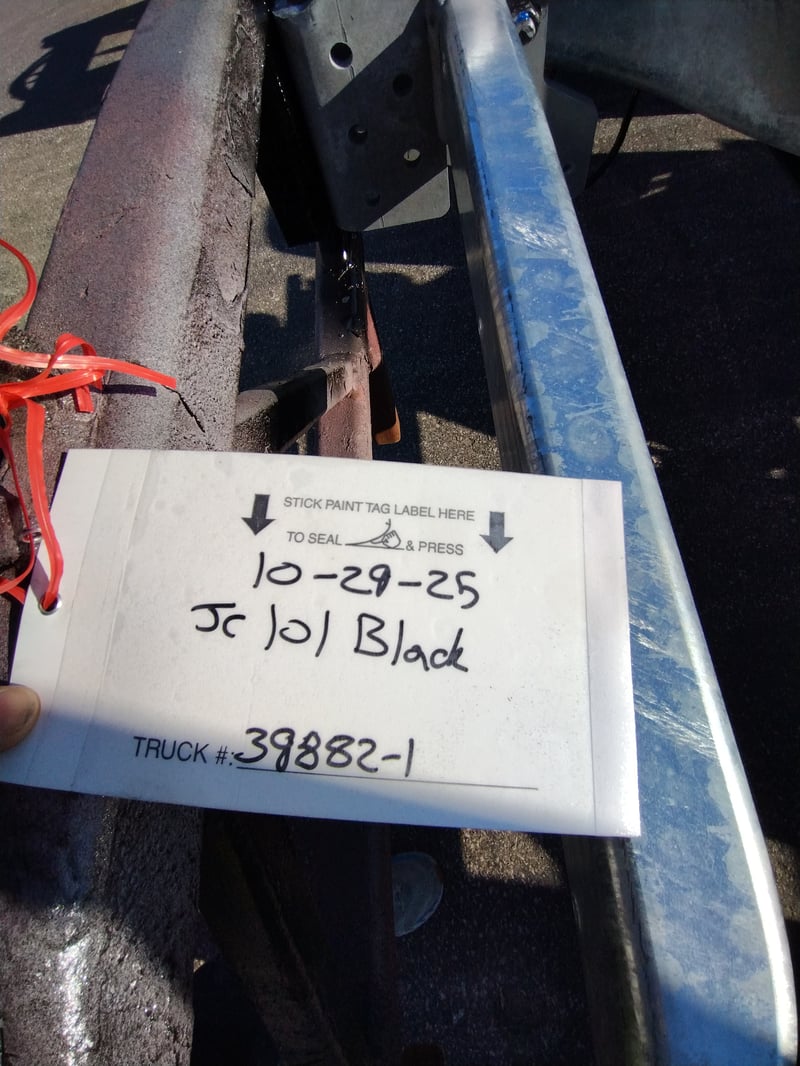 STICK PAINT TAG LABEL HERE
TO SEAL & PRESS
10-29-25
Jc 101 Black
TRUCK #: 39882-1